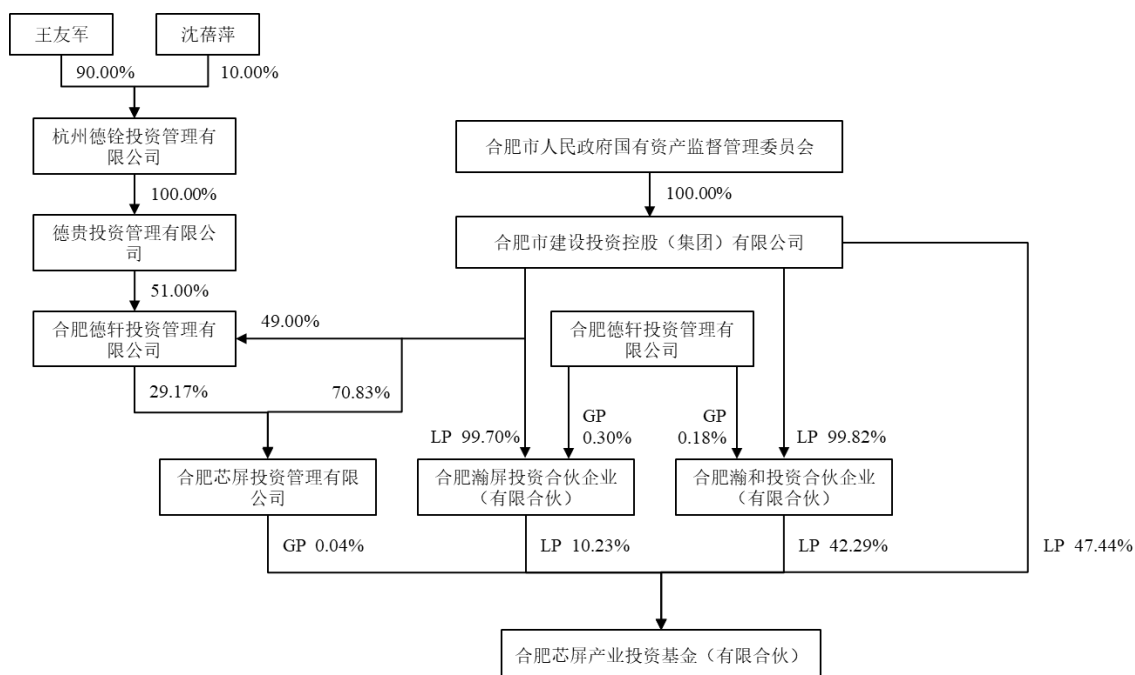 王友军
沈蓓萍
90.00%
10.00%
杭州德铨投资管理有
限公司
合肥市人民政府国有资产监督管理委员会
100.00%
100.00%
德贵投资管理有限公
司
合肥市建设投资控股（集团）有限公司
51.00%
合肥德轩投资管理有
限公司
49.00%
合肥德轩投资管理有
限公司
29.17%
70.83%
LP 99.70%
GP
0.30%
GP
0.18%
LP 99.82%
合肥芯屏投资管理有限
公司
合肥瀚屏投资合伙企业
（有限合伙）
合肥瀚和投资合伙企业
（有限合伙）
GP 0.04%
LP 10.23%
LP 42.29%
LP 47.44%
合肥芯屏产业投资基金（有限合伙）